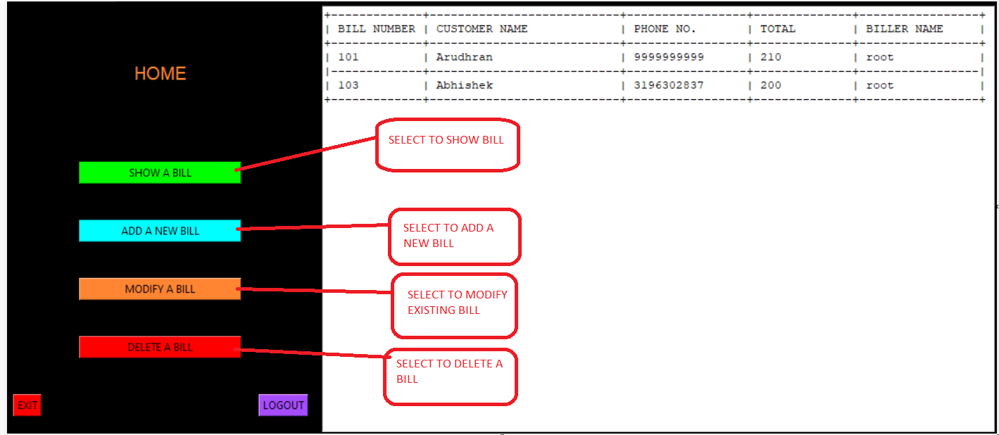 HOME
SHOW A BILL
ADD A NEW BILL
MODIFY A BILL
DELETE A BILL
EXIT
LOGOUT
+-------------+---------------------------+-----------------+--------------+-----------------+
| BILL NUMBER | CUSTOMER NAME | PHONE NO. | TOTAL | BILLER NAME |
+-------------+---------------------------+-----------------+--------------+-----------------+
| 101 | Arudhran | 9999999999 | 210 | root |
|-------------+---------------------------+-----------------+--------------+-----------------|
| 103 | Abhishek | 3196302837 | 200 | root |
+-------------+---------------------------+-----------------+--------------+-----------------+
SELECT TO SHOW BILL
SELECT TO ADD A
NEW BILL
SELECT TO MODIFY
EXISTING BILL
SELECT TO DELETE A
BILL